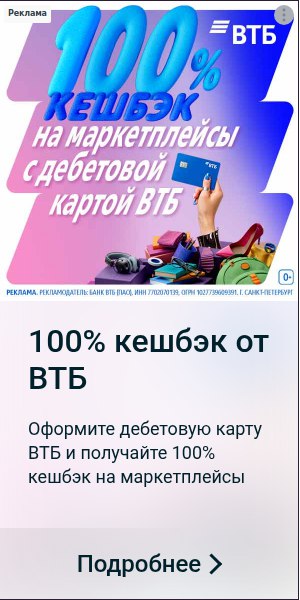 Реклама
ВТБ
100%
КЕШБЭК
на маркетплейсы
с дебетовой
картой ВТБ
ВТБ
0+
РЕКЛАМА. РЕКЛАМОДАТЕЛЬ: БАНК ВТБ (ПАО), ИНН 7702070139, ОГРН 1027739609391. Г. САНКТ-ПЕТЕРБУРГ
100% кешбэк от
ВТБ
Оформите дебетовую карту
ВТБ и получайте 100%
кешбэк на маркетплейсы
Подробнее